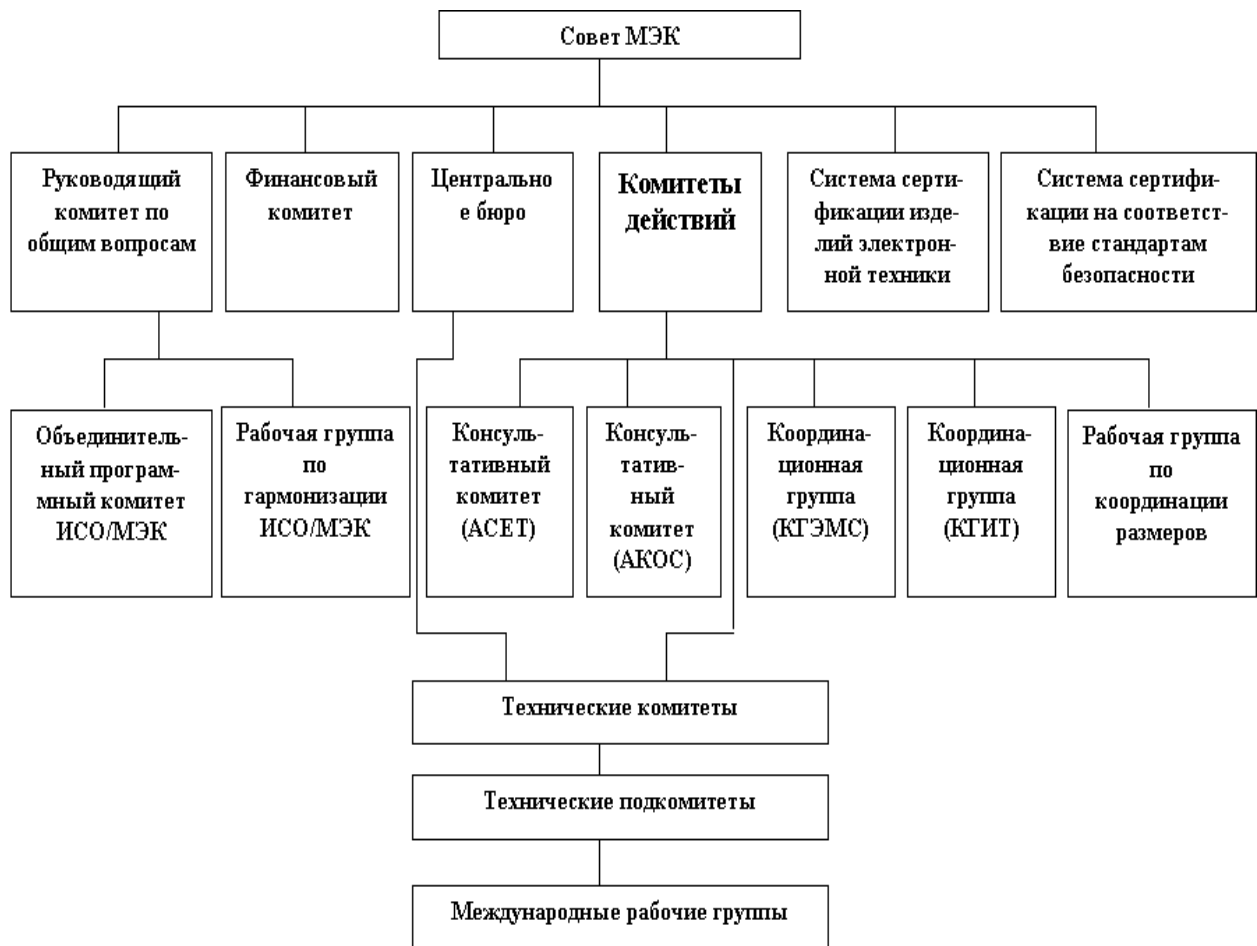 Совет МЭК
Руководящий
комитет по
общим вопросам
Финансовый
комитет
Центрально
е бюро
Комитеты
действий
Система серти-
фикации изде-
лий электрон-
ной техники
Система сертифи-
кации на соответст-
вие стандартам
безопасности
Объединитель-
ный програм-
мный комитет
ИСО/МЭК
Рабочая группа
по
гармонизации
ИСО/МЭК
Консуль-
тативный
комитет
(АСЕТ)
Консуль-
татив-
ный
комитет
(АКОС)
Координа-
ционная
группа
(КГЭМС)
Координа-
ционная
группа
(КГИТ)
Рабочая группа
по
координации
размеров
Технические комитеты
Технические подкомитеты
Международные рабочие группы